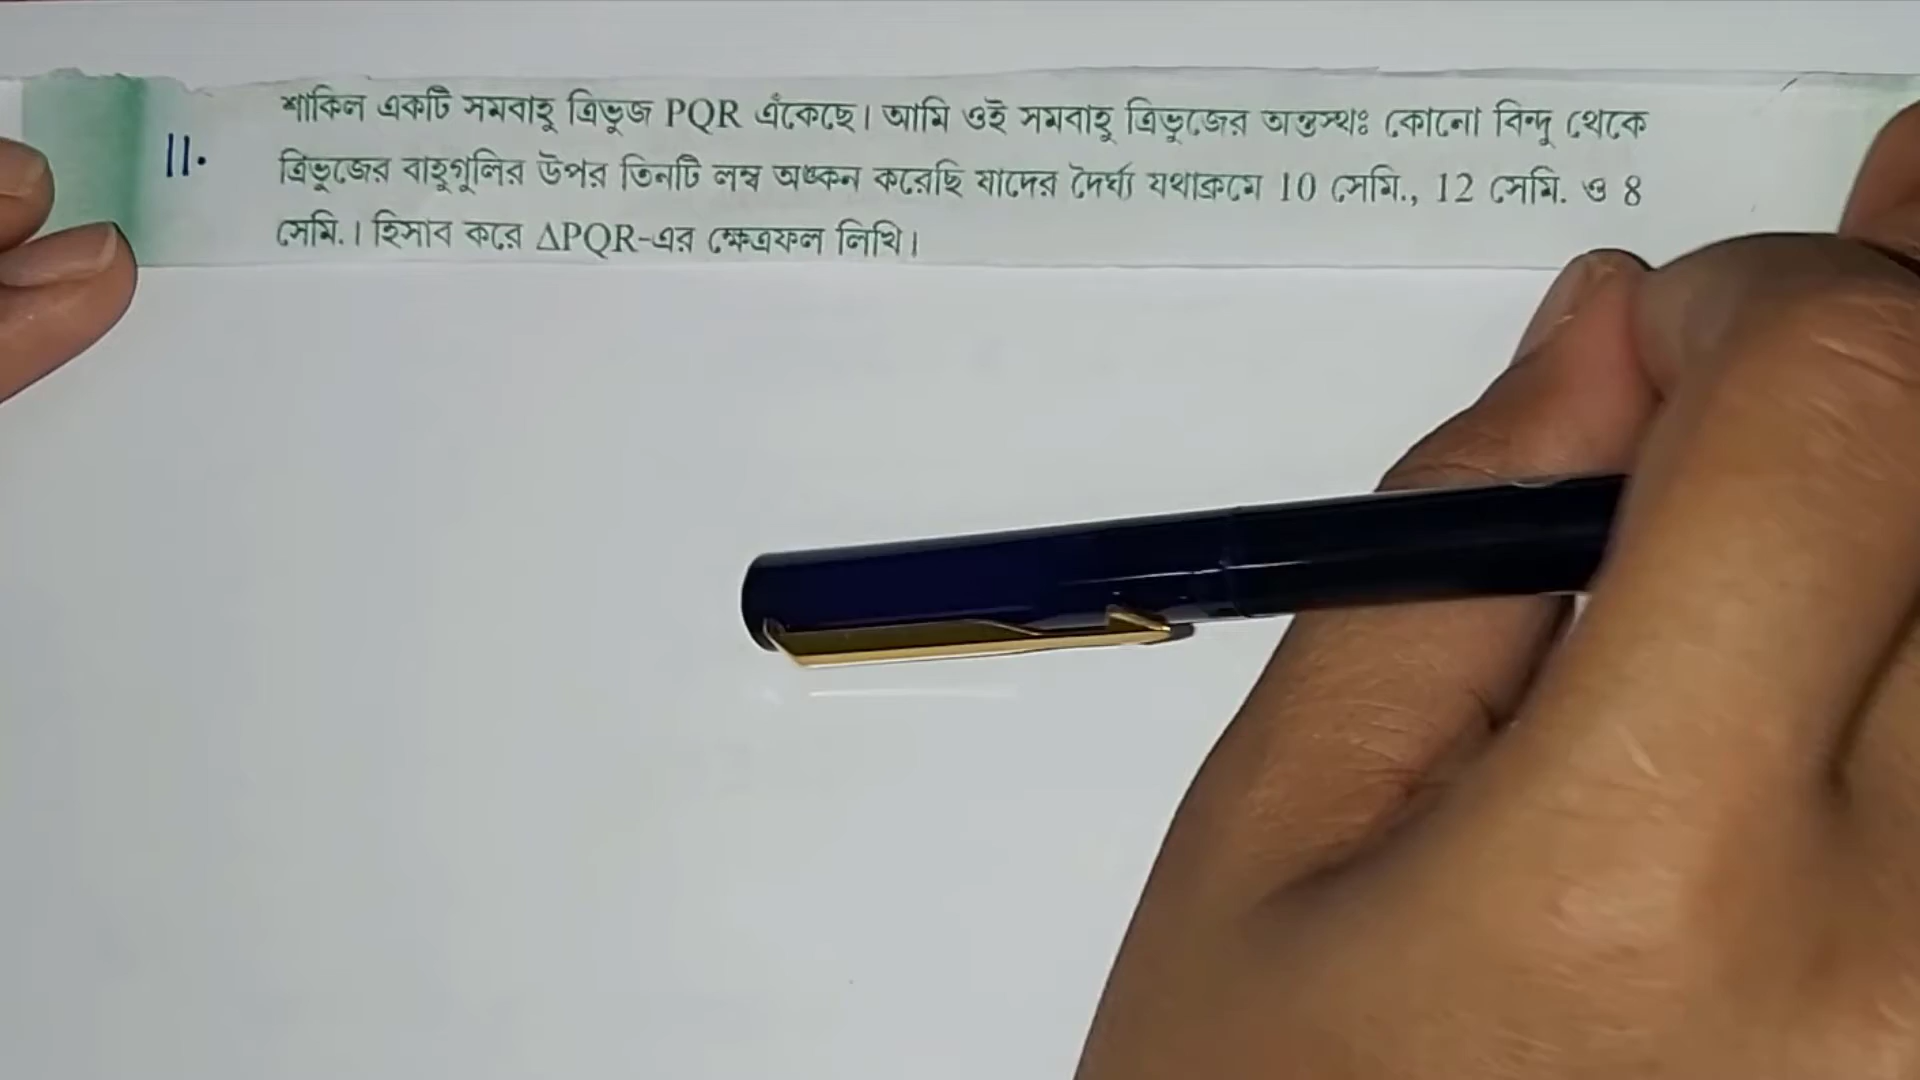 11. শাকিল একটি সমবাহু ত্রিভুজ PQR এঁকেছে। আমি ওই সমবাহু ত্রিভুজের অন্তস্থঃ কোনো বিন্দু থেকে
ত্রিভুজের বাহুগুলির উপর তিনটি লম্ব অঙ্কন করেছি যাদের দৈর্ঘ্য যথাক্রমে 10 সেমি., 12 সেমি. ও 8
সেমি.। হিসাব করে ΔPQR-এর ক্ষেত্রফল লিখি।